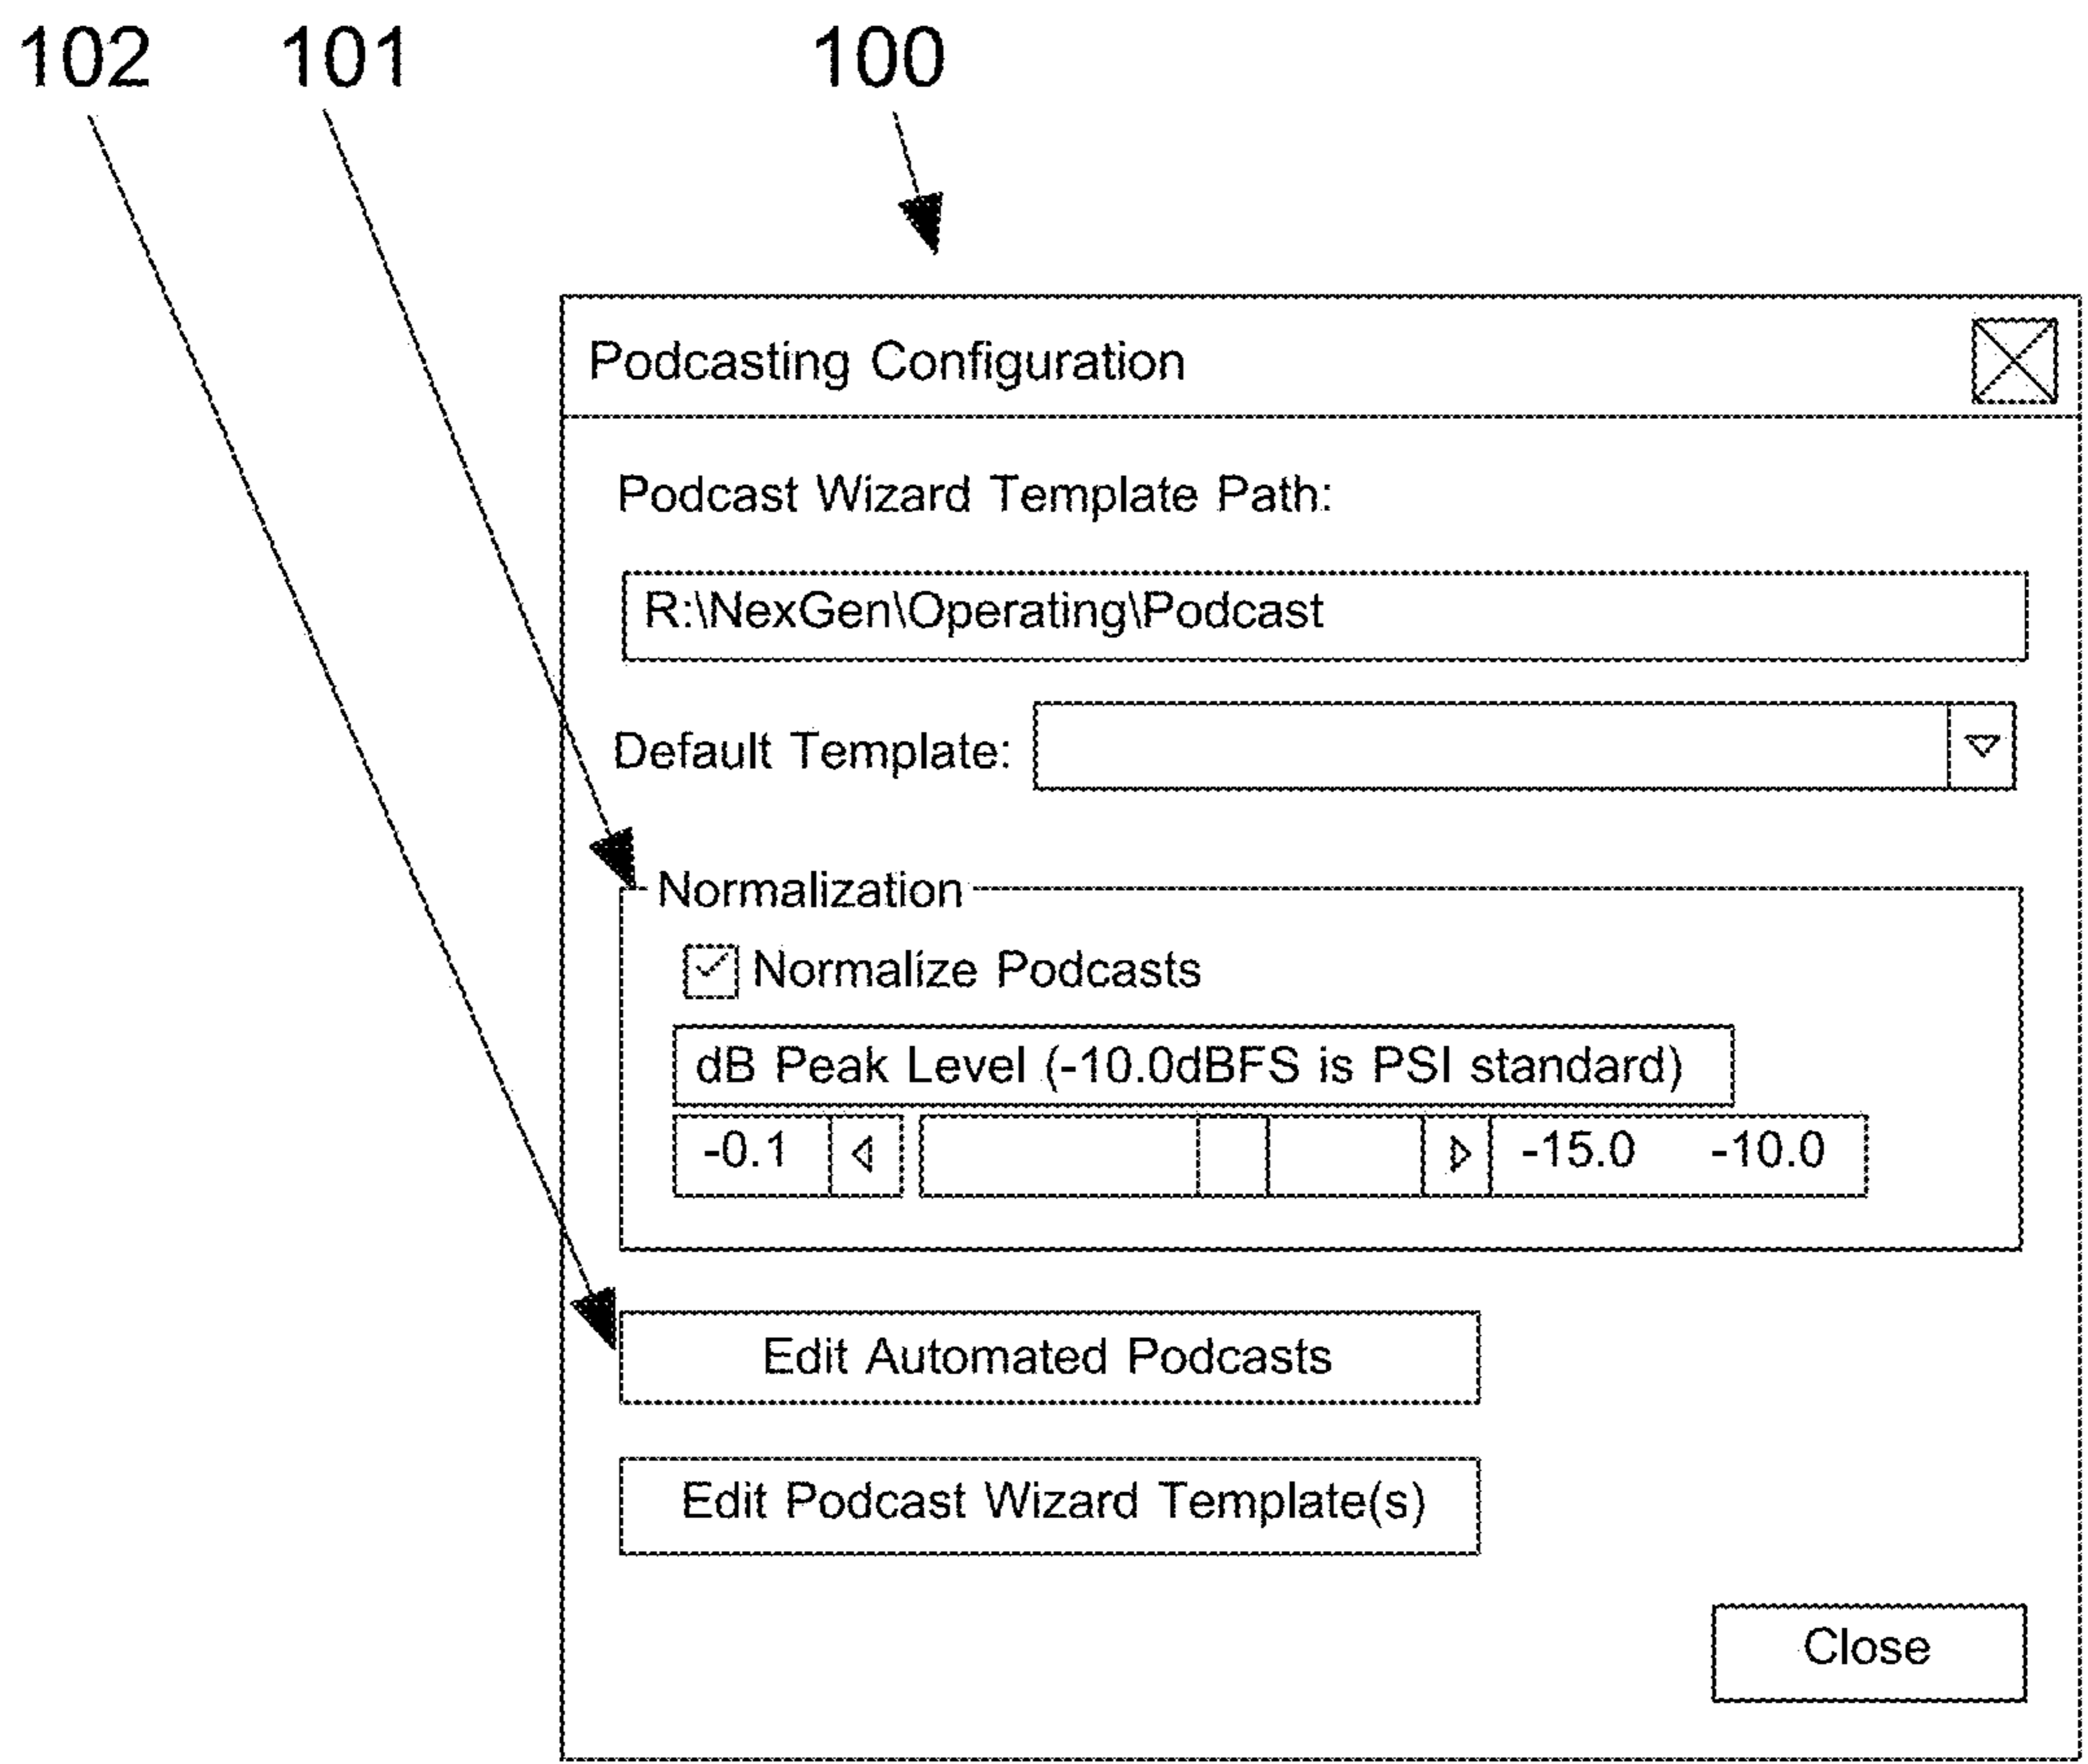 102 101 100
Podcasting Configuration
Podcast Wizard Template Path:
R:\NexGen\Operating\Podcast
Default Template:
Normalization
Normalize Podcasts
dB Peak Level (-10.0dBFS is PSI standard)
-0.1 -15.0 -10.0
Edit Automated Podcasts
Edit Podcast Wizard Template(s)
Close